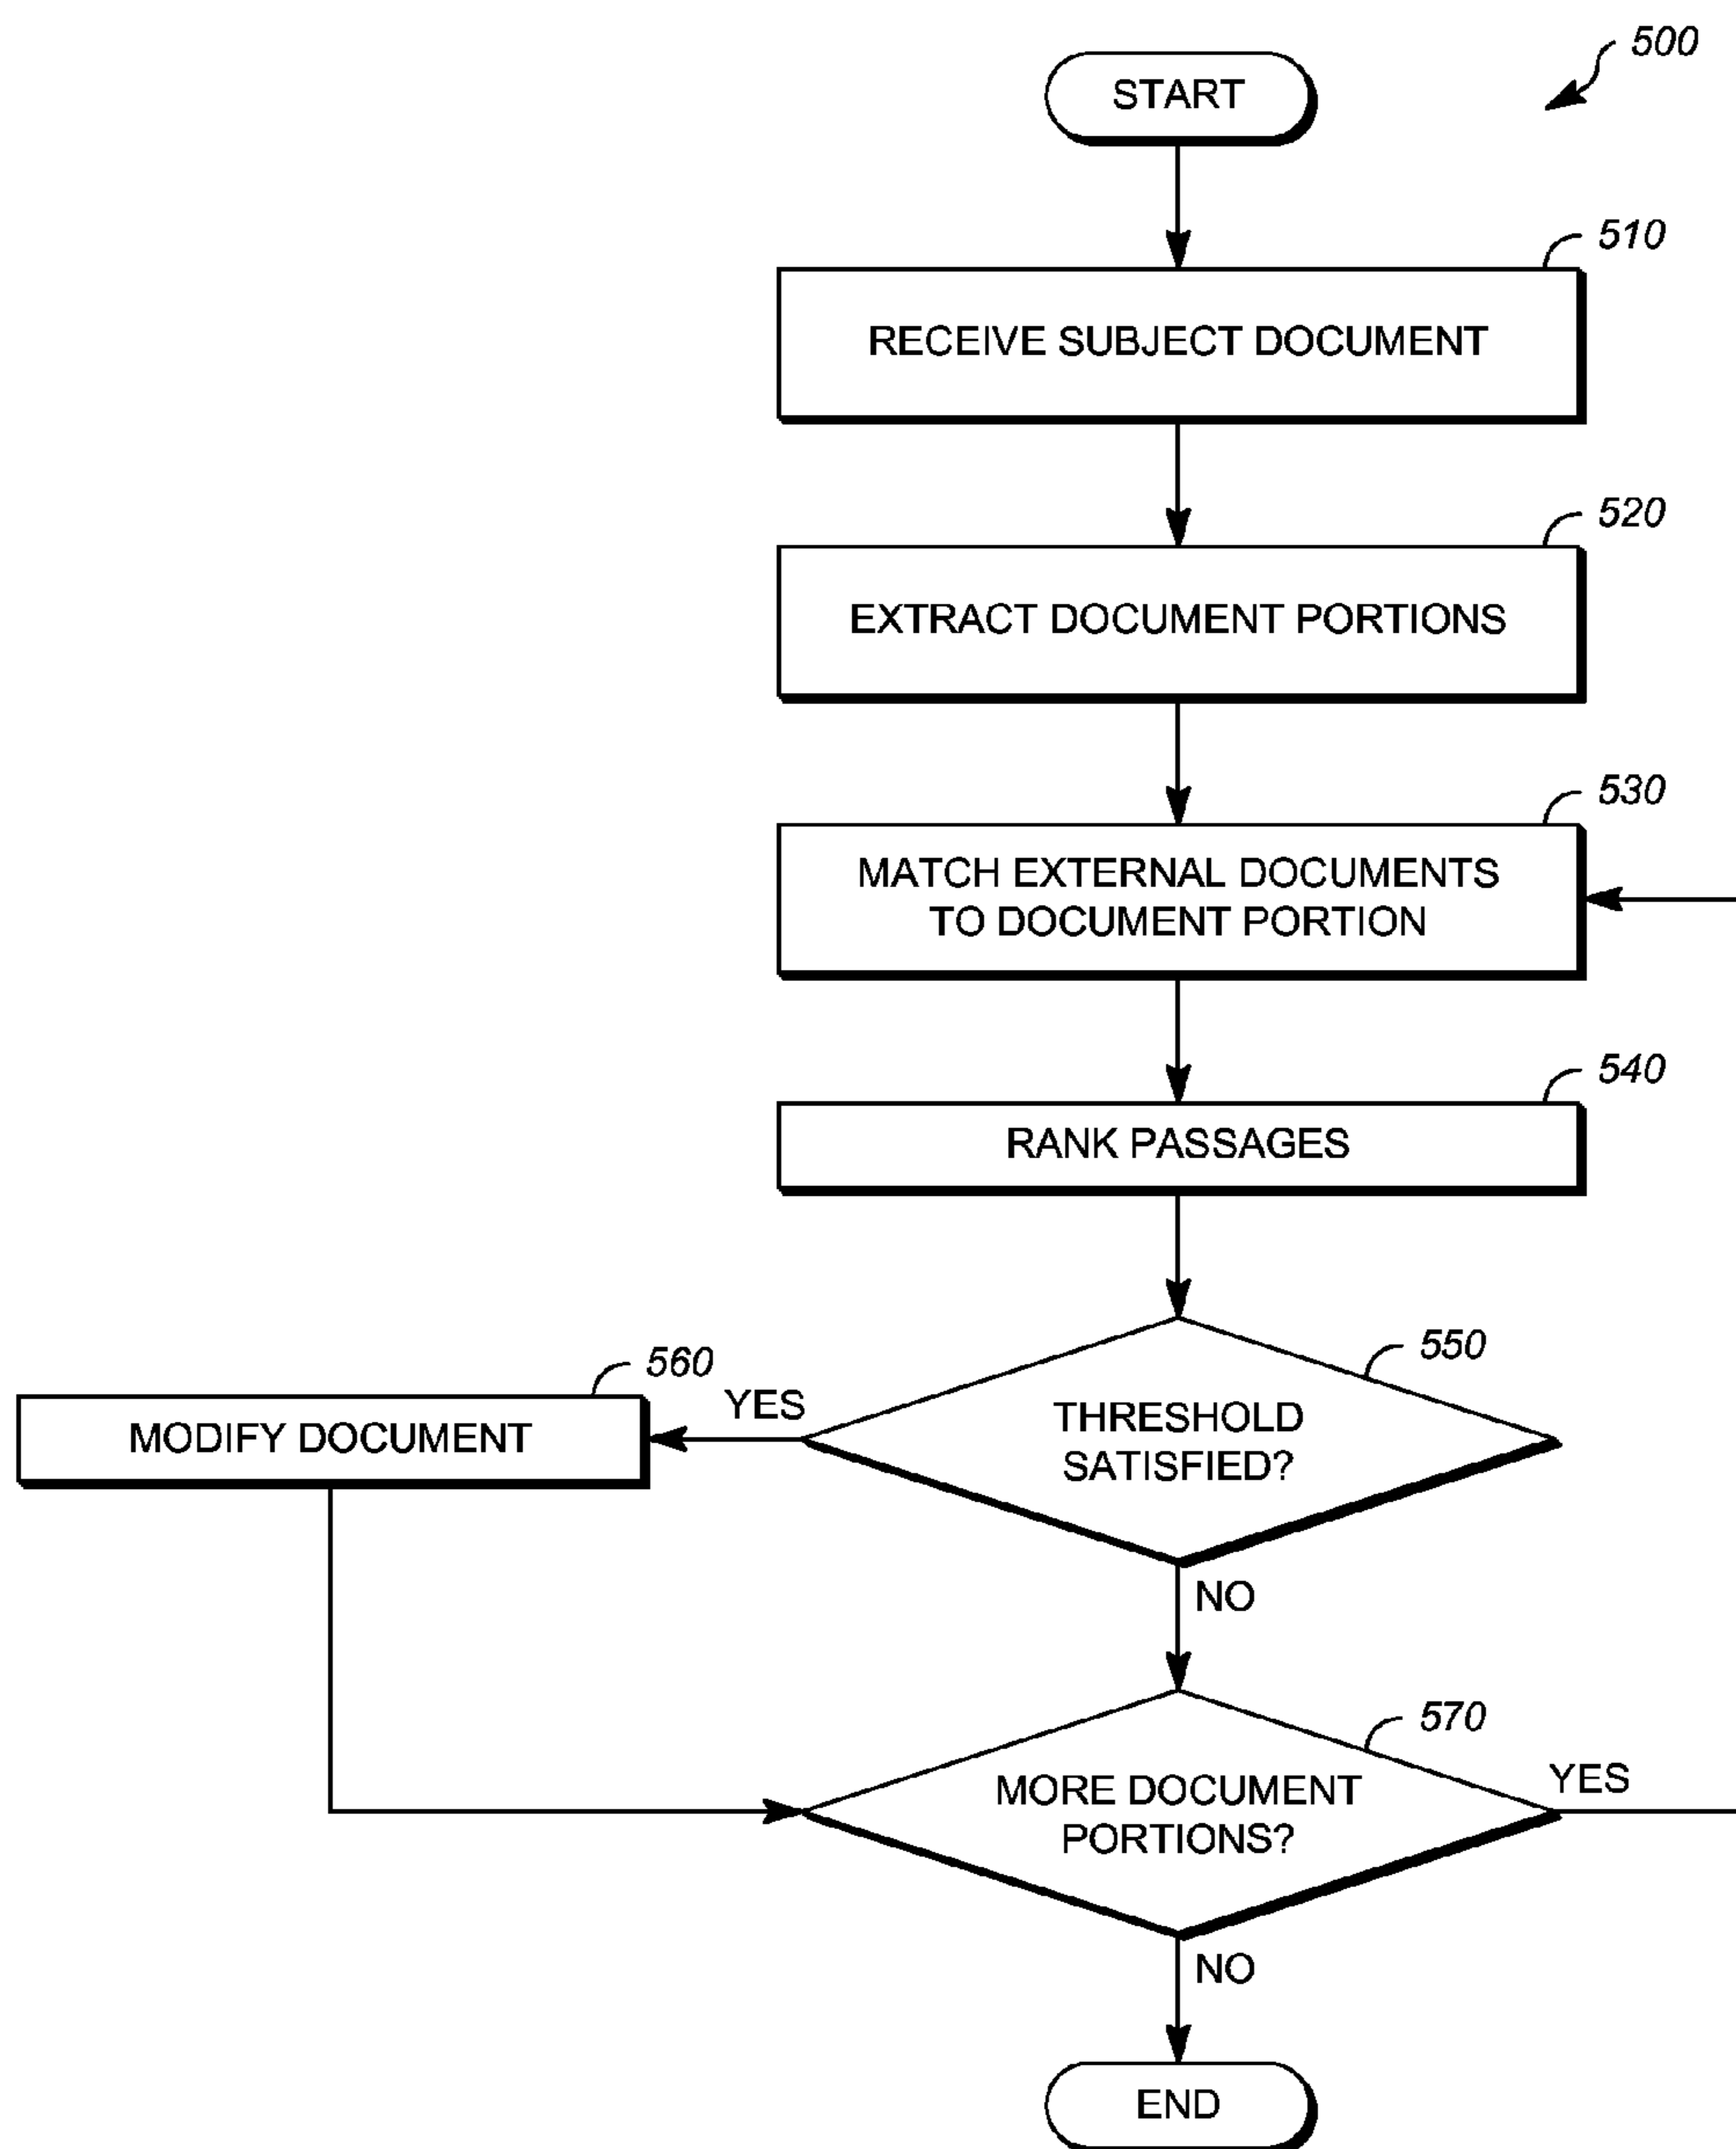 500
START
510
RECEIVE SUBJECT DOCUMENT
520
EXTRACT DOCUMENT PORTIONS
530
MATCH EXTERNAL DOCUMENTS
TO DOCUMENT PORTION
540
RANK PASSAGES
550
THRESHOLD
SATISFIED?
YES
560
MODIFY DOCUMENT
NO
570
MORE DOCUMENT
PORTIONS?
YES
NO
END